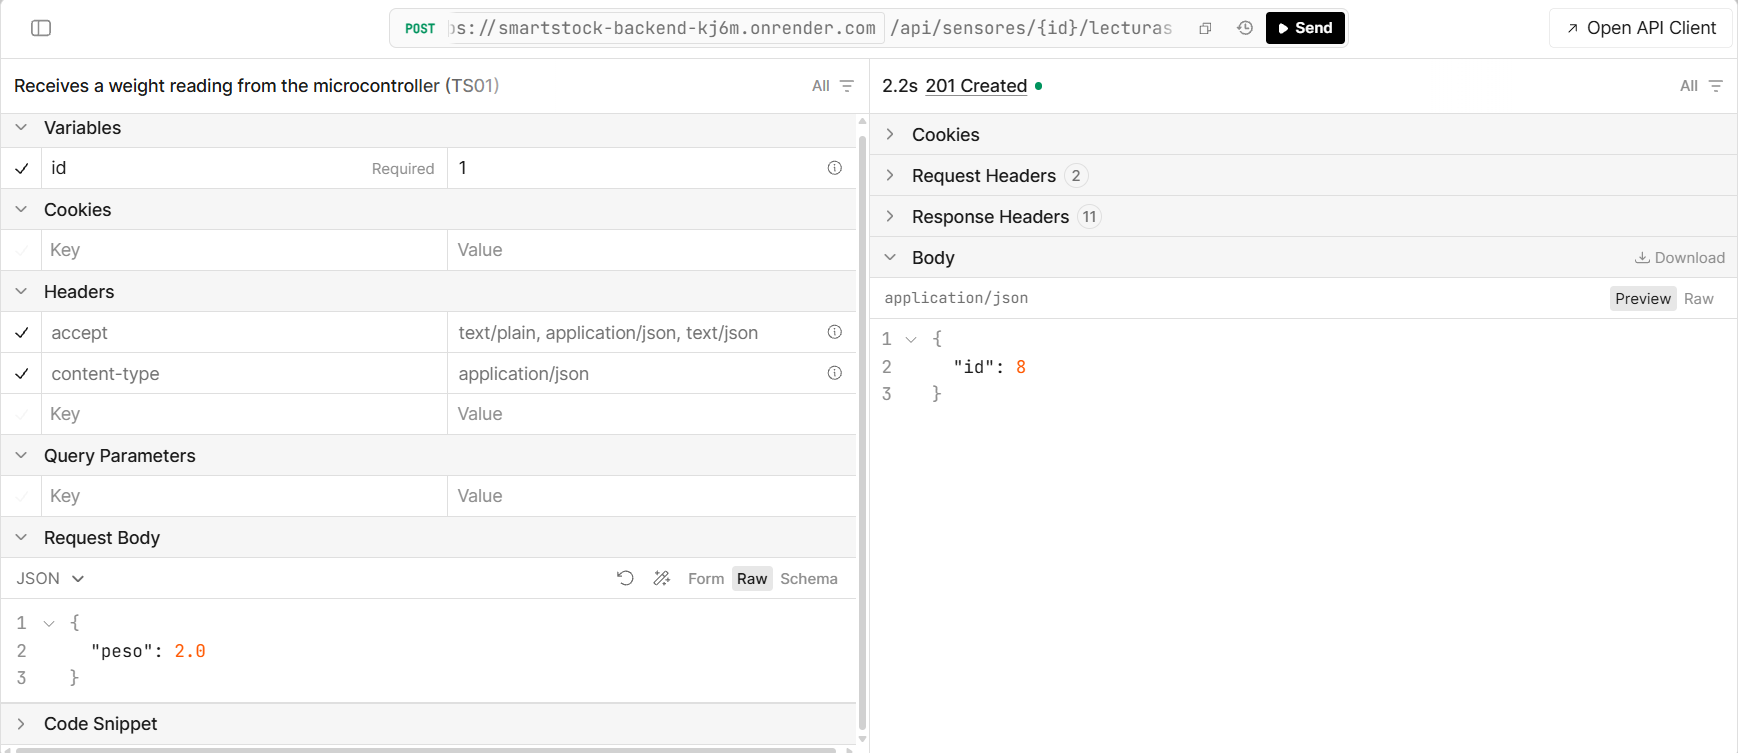 POST os://smartstock-backend-kj6m.onrender.com /api/sensores/{id}/lecturas Send Open API Client
Receives a weight reading from the microcontroller (TS01) All
2.2s 201 Created All
Variables
id Required 1
Cookies
Key Value
Headers
accept text/plain, application/json, text/json
content-type application/json
Key Value
Query Parameters
Key Value
Request Body
JSON Form Raw Schema
1 {
2 "peso": 2.0
3 }
Code Snippet
Cookies
Request Headers 2
Response Headers 11
Body Download
application/json Preview Raw
1 {
2 "id": 8
3 }